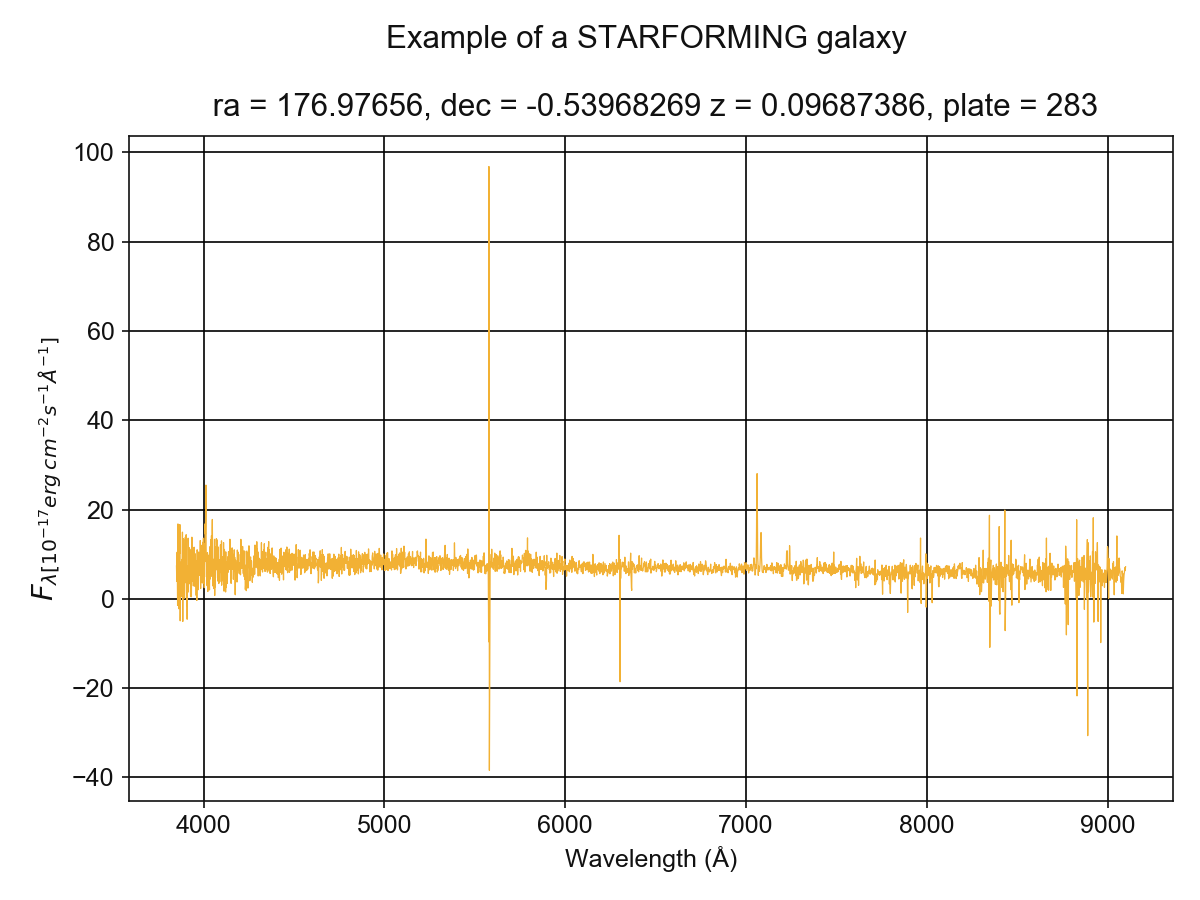 Example of a STARFORMING galaxy
ra = 176.97656, dec = -0.53968269 z = 0.09687386, plate = 283
100
80
60
40
20
0
−20
−40
F_{λ[10^{−17} erg cm^{−2} s^{−1} Å^{−1}]}
4000 5000 6000 7000 8000 9000
Wavelength (Å)